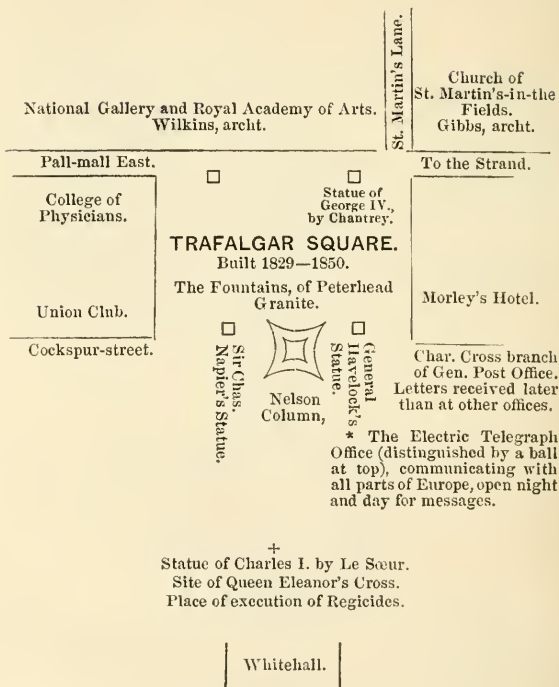 St. Martin's Lane.
National Gallery and Royal Academy of Arts.
Wilkins, archt.
Church of
St. Martin's-in-the
Fields.
Gibbs, archt.
Pall-mall East.
To the Strand.
College of
Physicians.
Statue of
George IV.,
by Chantrey.
TRAFALGAR SQUARE.
Built 1829—1850.
The Fountains, of Peterhead
Granite.
Union Club.
Morley's Hotel.
Cockspur-street.
Sir Chas.
Napier's Statue.
Nelson
Column,
General
Havelock's
Statue.
Char. Cross branch
of Gen. Post Office.
Letters received later
than at other offices.
* The Electric Telegraph
Office (distinguished by a ball
at top), communicating with
all parts of Europe, open night
and day for messages.
+
Statue of Charles I. by Le Sœur.
Site of Queen Eleanor's Cross.
Place of execution of Regicides.
Whitehall.